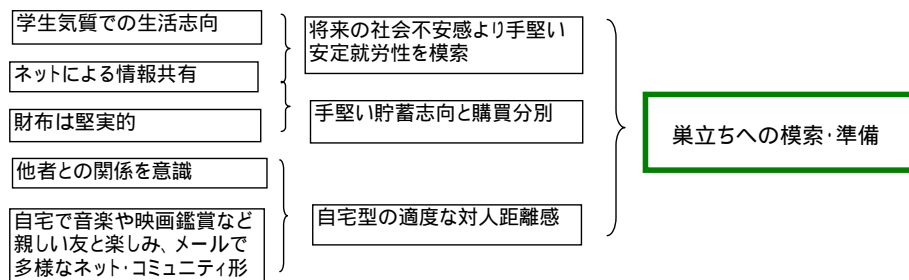 学生気質での生活志向
ネットによる情報共有
財布は堅実的
他者との関係を意識
自宅で音楽や映画鑑賞など
親しい友と楽しみ、メールで
多様なネット・コミュニティ形
将来の社会不安感より手堅い
安定就労性を模索
手堅い貯蓄志向と購買分別
自宅型の適度な対人距離感
巣立ちへの模索・準備